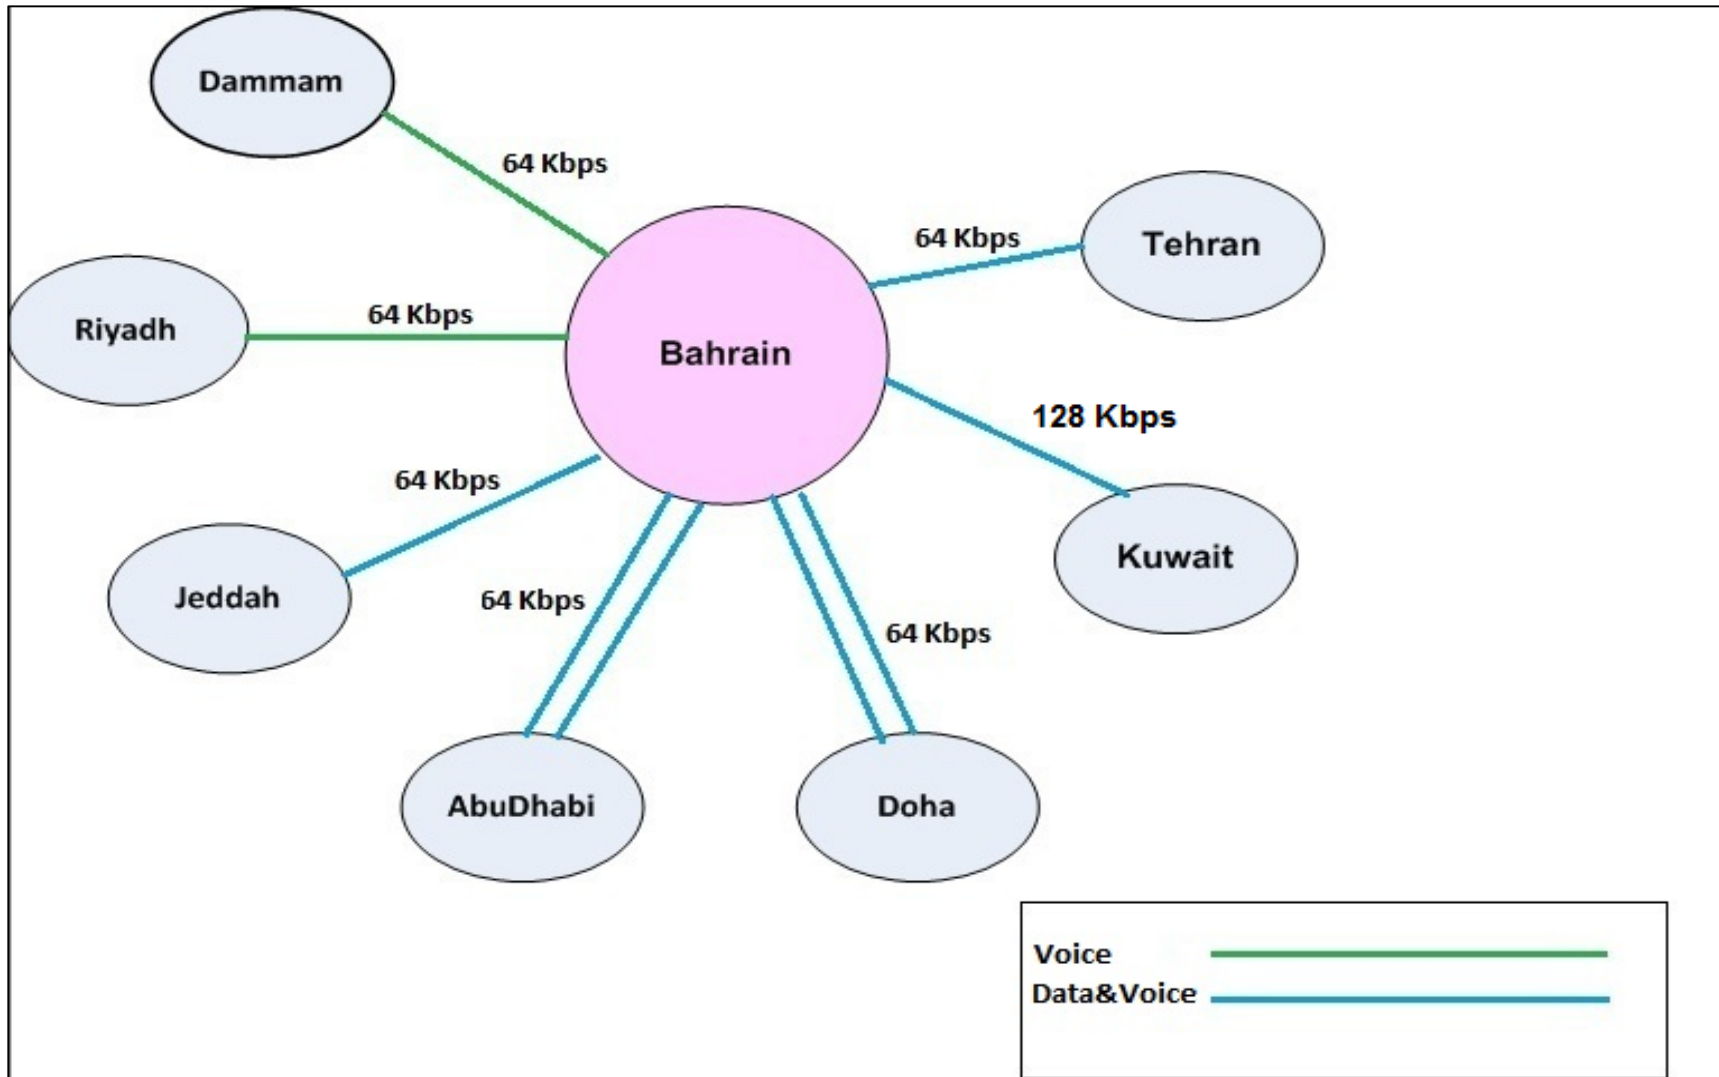 Dammam
64 Kbps
Tehran
64 Kbps
Riyadh
64 Kbps
Bahrain
128 Kbps
64 Kbps
Jeddah
Kuwait
64 Kbps
64 Kbps
AbuDhabi
Doha
Voice
Data&Voice